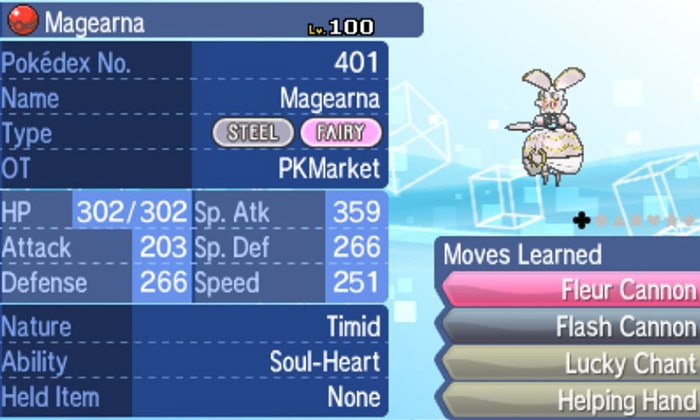 Magearna Lv.100
Pokédex No. 401
Name Magearna
Type STEEL FAIRY
OT PKMarket
HP 302/302 Sp. Atk 359
Attack 203 Sp. Def 266
Defense 266 Speed 251
Nature Timid
Ability Soul-Heart
Held Item None
Moves Learned
Fleur Cannon
Flash Cannon
Lucky Chant
Helping Hand